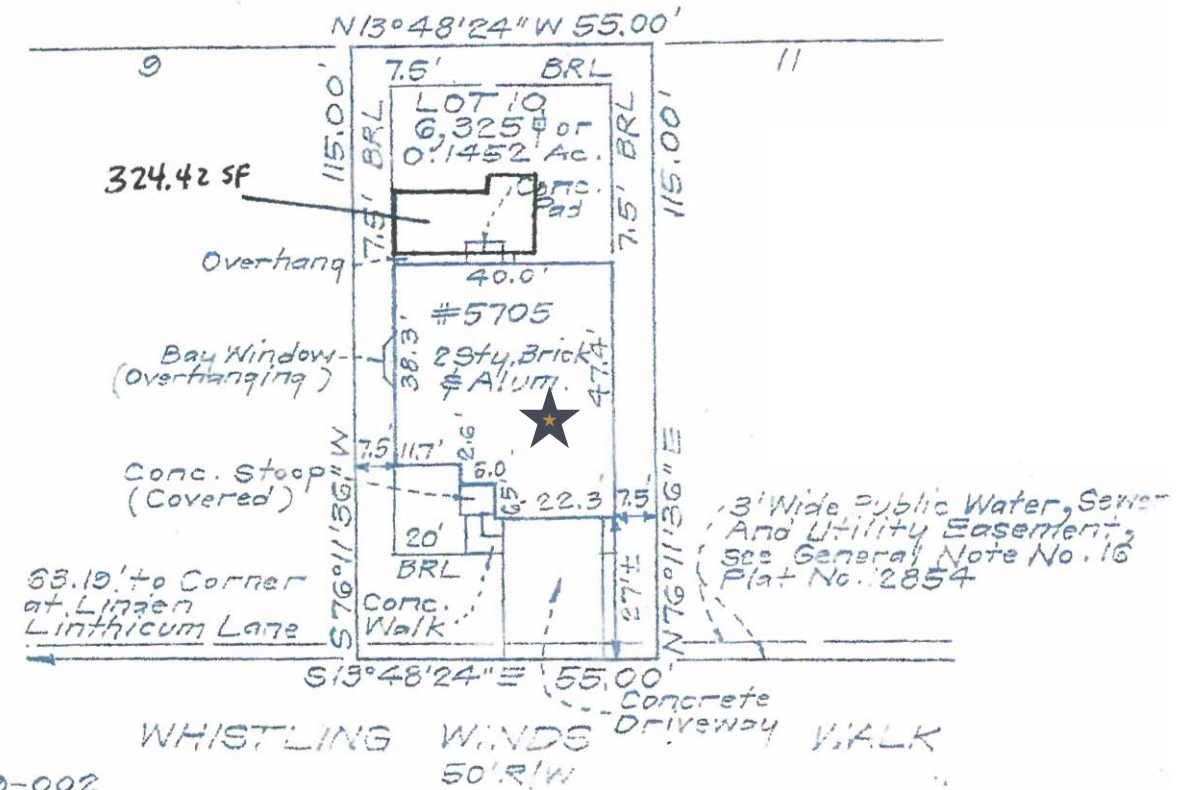 N 13°48'24" W 55.00'
9
11
7.5' BRL
LOT 10
6,325 ⏍ or
0.1452 Ac.
115.00'
BRL
7.5'
BRL
7.5'
115.00'
324.42 SF
Conc.
Pad
Overhang
40.0'
#5705
2 Sty. Brick
& Alum.
38.3'
47.4'
Bay Window
(Overhanging)
7.5'
11.7'
2.6'
6.0'
6.5'
22.3'
7.5'
Conc. Stoop
(Covered)
20'
BRL
Conc.
Walk
27'±
S 76°11'36" W
N 76°11'36" E
3' Wide Public Water, Sewer
And Utility Easement,
see General Note No. 16
Plat No. 2854
63.19' to Corner
at Linden
Linthicum Lane
S 13°48'24" E 55.00'
Concrete
Driveway
WHISTLING WINDS WALK
50' R/W
-002